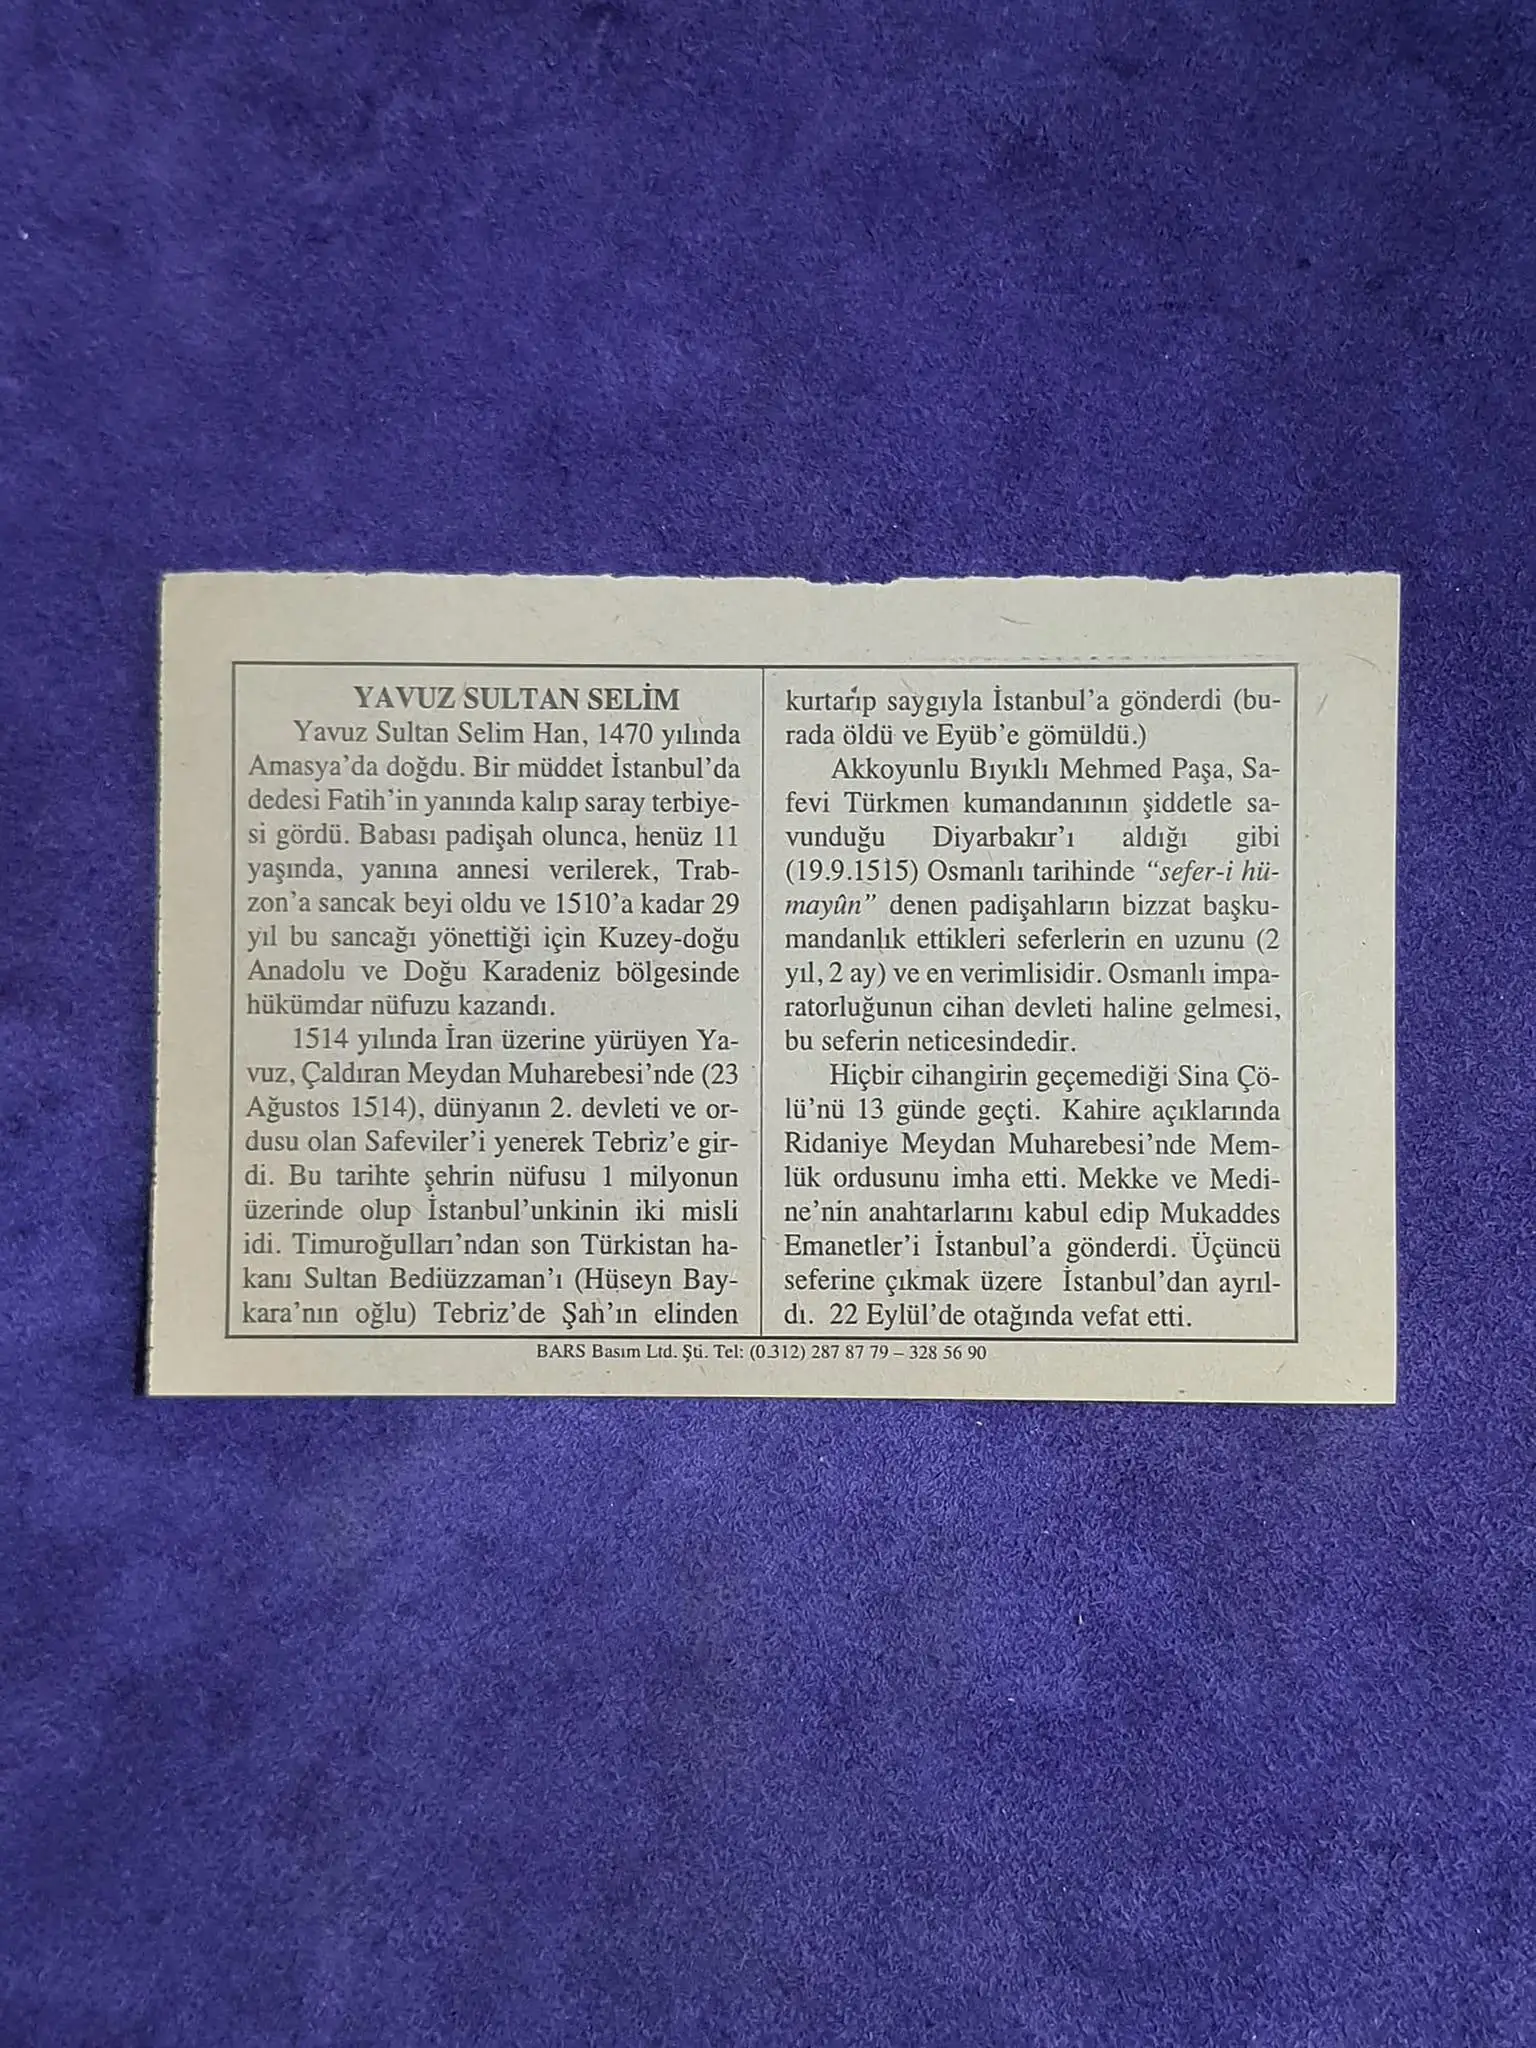 YAVUZ SULTAN SELİM
Yavuz Sultan Selim Han, 1470 yılında
Amasya'da doğdu. Bir müddet İstanbul'da
dedesi Fatih'in yanında kalıp saray terbiye-
si gördü. Babası padişah olunca, henüz 11
yaşında, yanına annesi verilerek, Trab-
zon'a sancak beyi oldu ve 1510'a kadar 29
yıl bu sancağı yönettiği için Kuzey-doğu
Anadolu ve Doğu Karadeniz bölgesinde
hükümdar nüfuzu kazandı.
1514 yılında İran üzerine yürüyen Ya-
vuz, Çaldıran Meydan Muharebesi'nde (23
Ağustos 1514), dünyanın 2. devleti ve or-
dusu olan Safeviler'i yenerek Tebriz'e gir-
di. Bu tarihte şehrin nüfusu 1 milyonun
üzerinde olup İstanbul'unkinin iki misli
idi. Timuroğulları'ndan son Türkistan ha-
kanı Sultan Bediüzzaman'ı (Hüseyn Bay-
kara'nın oğlu) Tebriz'de Şah'ın elinden
kurtarıp saygıyla İstanbul'a gönderdi (bu-
rada öldü ve Eyüb'e gömüldü.)
Akkoyunlu Bıyıklı Mehmed Paşa, Sa-
fevi Türkmen kumandanının şiddetle sa-
vunduğu Diyarbakır'ı aldığı gibi
(19.9.1515) Osmanlı tarihinde "sefer-i hü-
mayûn" denen padişahların bizzat başku-
mandanlık ettikleri seferlerin en uzunu (2
yıl, 2 ay) ve en verimlisidir. Osmanlı impa-
ratorluğunun cihan devleti haline gelmesi,
bu seferin neticesindedir.
Hiçbir cihangirin geçemediği Sina Çö-
lü'nü 13 günde geçti. Kahire açıklarında
Ridaniye Meydan Muharebesi'nde Mem-
lük ordusunu imha etti. Mekke ve Medi-
ne'nin anahtarlarını kabul edip Mukaddes
Emanetler'i İstanbul'a gönderdi. Üçüncü
seferine çıkmak üzere İstanbul'dan ayrıl-
dı. 22 Eylül'de otağında vefat etti.
BARS Basım Ltd. Şti. Tel: (0.312) 287 87 79 – 328 56 90